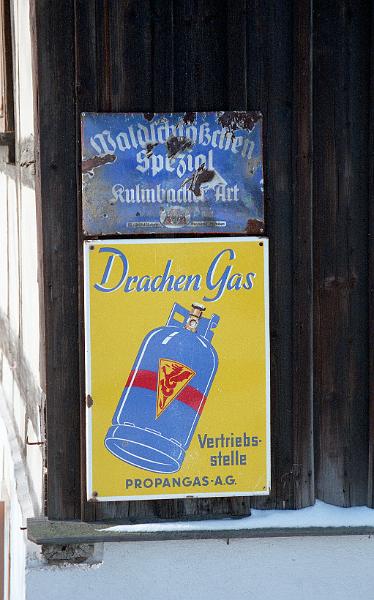 Waldschlößchen
Spezial
Kulmbacher Art
Drachen Gas
Vertriebs-
stelle
PROPANGAS-A.G.